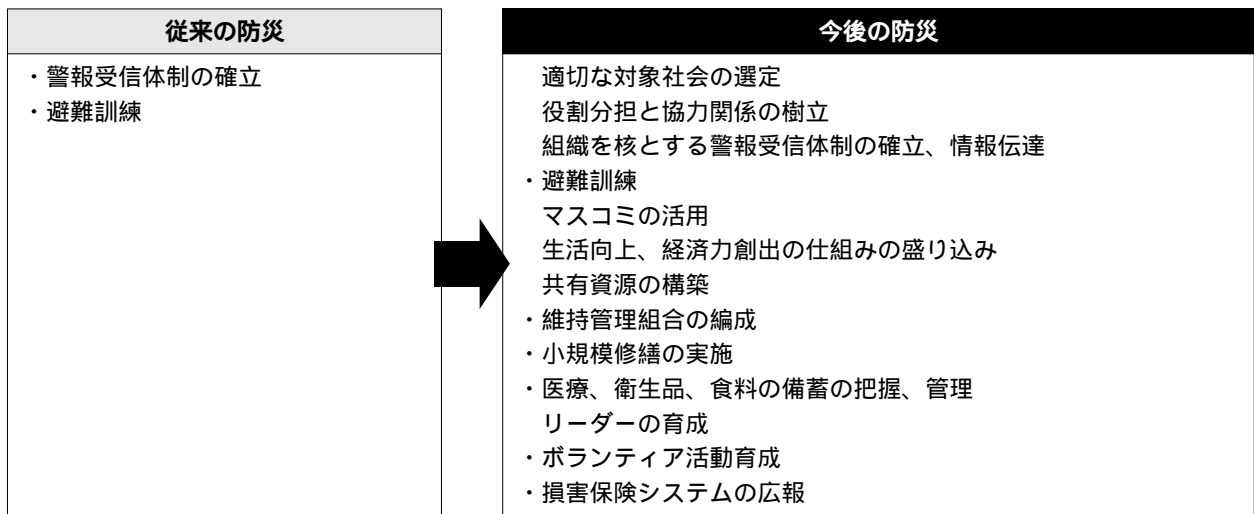 従来の防災
・警報受信体制の確立
・避難訓練
今後の防災
適切な対象社会の選定
役割分担と協力関係の樹立
組織を核とする警報受信体制の確立、情報伝達
・避難訓練
マスコミの活用
生活向上、経済力創出の仕組みの盛り込み
共有資源の構築
・維持管理組合の編成
・小規模修繕の実施
・医療、衛生品、食料の備蓄の把握、管理
リーダーの育成
・ボランティア活動育成
・損害保険システムの広報